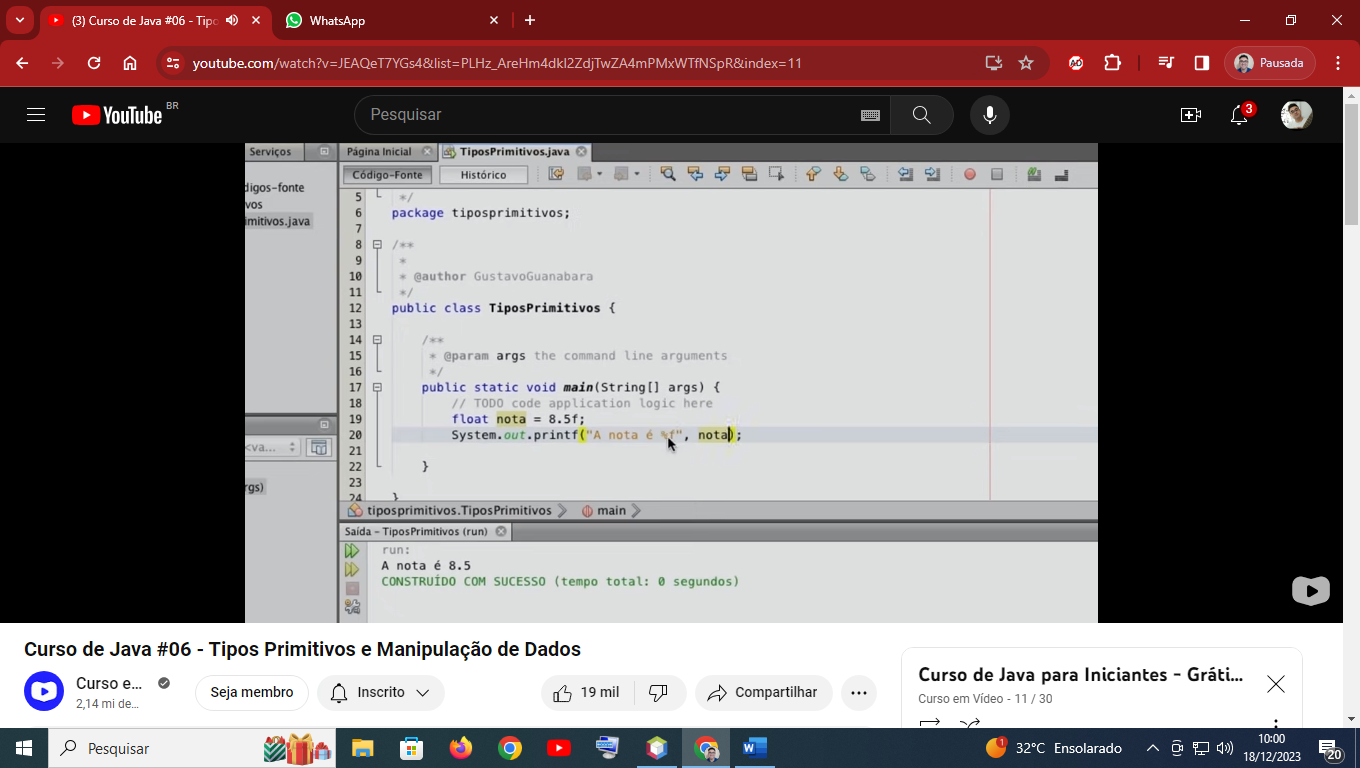 (3) Curso de Java #06 - Tipo
WhatsApp
youtube.com/watch?v=JEAQeT7YGs4&list=PLHz_AreHm4dkI2ZdjTwZA4mPMxWTfNSpR&index=11
Pausada
YouTube BR
Pesquisar
3
Serviços
Página Inicial
TiposPrimitivos.java
Código-Fonte
Histórico
digos-fonte
vos
imitivos.java
5 */
6 package tiposprimitivos;
7
8 /**
9 *
10 * @author GustavoGuanabara
11 */
12 public class TiposPrimitivos {
13
14 /**
15 * @param args the command line arguments
16 */
17 public static void main(String[] args) {
18 // TODO code application logic here
19 float nota = 8.5f;
20 System.out.printf("A nota é %f", nota);
21
22 }
23
24 }
<va...
rgs)
tiposprimitivos.TiposPrimitivos
main
Saída - TiposPrimitivos (run)
run:
A nota é 8.5
CONSTRUÍDO COM SUCESSO (tempo total: 0 segundos)
Curso de Java #06 - Tipos Primitivos e Manipulação de Dados
Curso e...
2,14 mi de...
Seja membro
Inscrito
19 mil
Compartilhar
Curso de Java para Iniciantes - Gráti...
Curso em Vídeo - 11 / 30
Pesquisar
1
32°C Ensolarado
10:00
18/12/2023
20